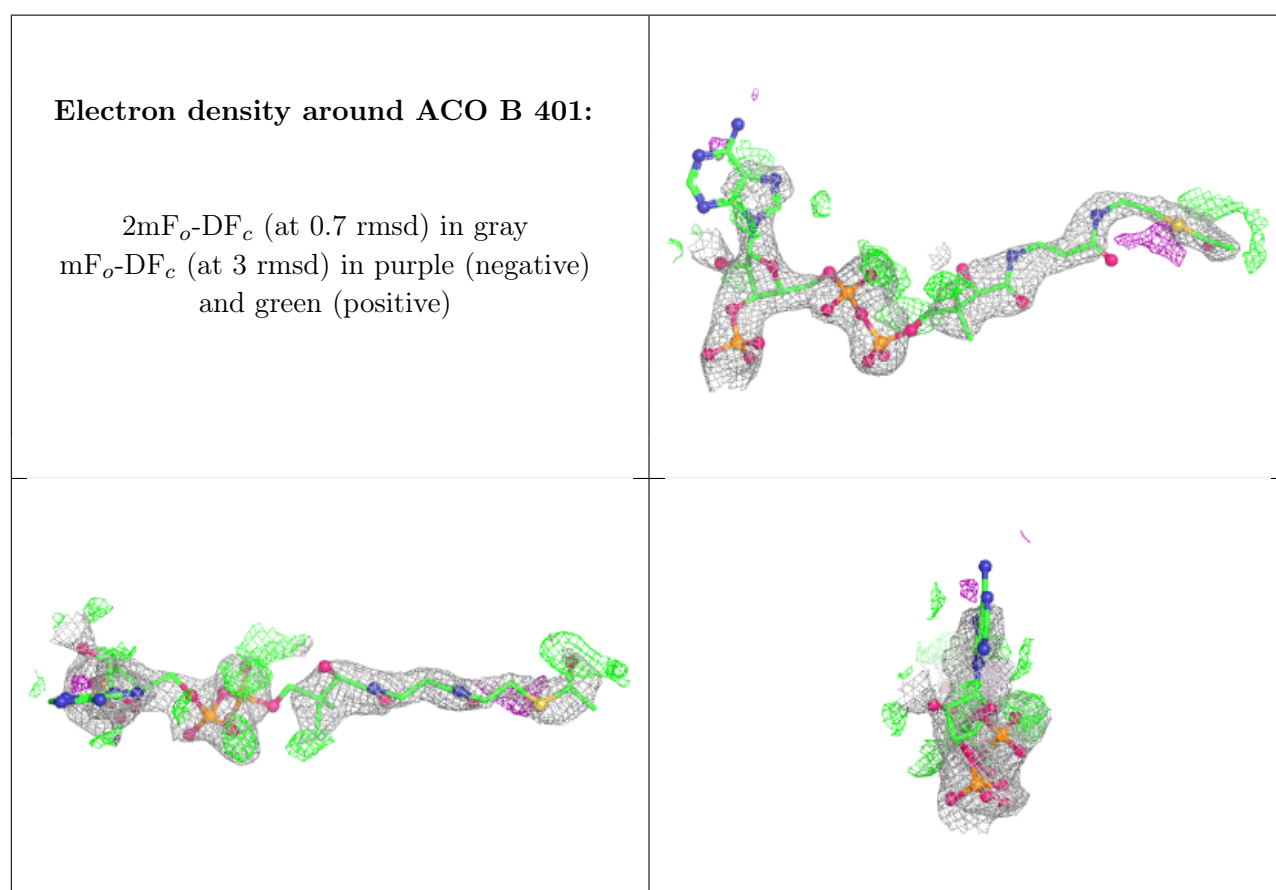 Electron density around ACO B 401:
2mFo-DFc (at 0.7 rmsd) in gray
mFo-DFc (at 3 rmsd) in purple (negative)
and green (positive)